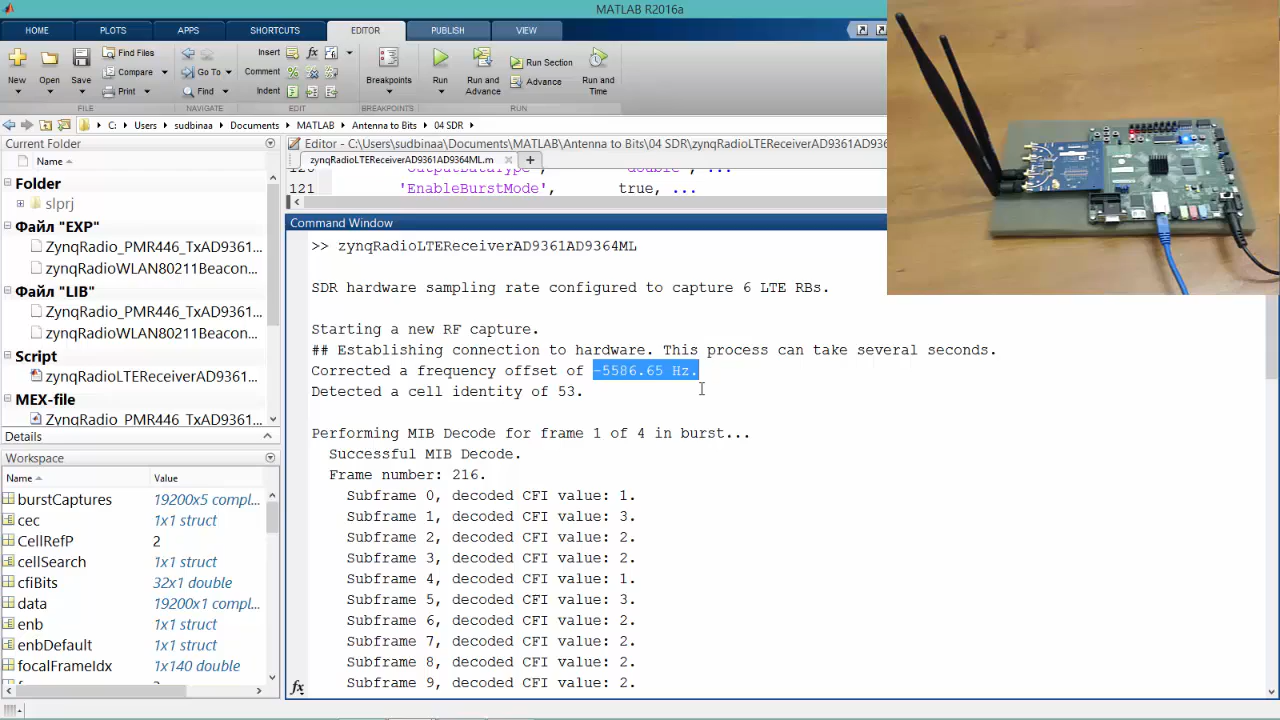 MATLAB R2016a
HOME PLOTS APPS SHORTCUTS EDITOR PUBLISH VIEW
New Open Save Find Files Compare Print
Go To Find
Insert Comment Indent
Breakpoints Run Run and Advance Run Section Advance Run and Time
FILE NAVIGATE EDIT BREAKPOINTS RUN
C: Users sudbinaa Documents MATLAB Antenna to Bits 04 SDR
Current Folder
Name
Folder
slprj
Файл "EXP"
ZynqRadio_PMR446_TxAD9361...
zynqRadioWLAN80211Beacon...
Файл "LIB"
ZynqRadio_PMR446_TxAD9361...
zynqRadioWLAN80211Beacon...
Script
zynqRadioLTEReceiverAD9361...
MEX-file
ZynqRadio_PMR446_TxAD9361...
Details
Workspace
Name Value
burstCaptures 19200x5 compl...
cec 1x1 struct
CellRefP 2
cellSearch 1x1 struct
cfiBits 32x1 double
data 19200x1 compl...
enb 1x1 struct
enbDefault 1x1 struct
focalFrameIdx 1x140 double
Editor - C:\Users\sudbinaa\Documents\MATLAB\Antenna to Bits\04 SDR\zynqRadioLTEReceiverAD9361
zynqRadioLTEReceiverAD9361AD9364ML.m
121 'EnableBurstMode', true, ...
Command Window
>> zynqRadioLTEReceiverAD9361AD9364ML
SDR hardware sampling rate configured to capture 6 LTE RBs.
Starting a new RF capture.
## Establishing connection to hardware. This process can take several seconds.
Corrected a frequency offset of -5586.65 Hz.
Detected a cell identity of 53.
Performing MIB Decode for frame 1 of 4 in burst...
Successful MIB Decode.
Frame number: 216.
Subframe 0, decoded CFI value: 1.
Subframe 1, decoded CFI value: 3.
Subframe 2, decoded CFI value: 2.
Subframe 3, decoded CFI value: 2.
Subframe 4, decoded CFI value: 1.
Subframe 5, decoded CFI value: 3.
Subframe 6, decoded CFI value: 2.
Subframe 7, decoded CFI value: 2.
Subframe 8, decoded CFI value: 2.
Subframe 9, decoded CFI value: 2.
fx